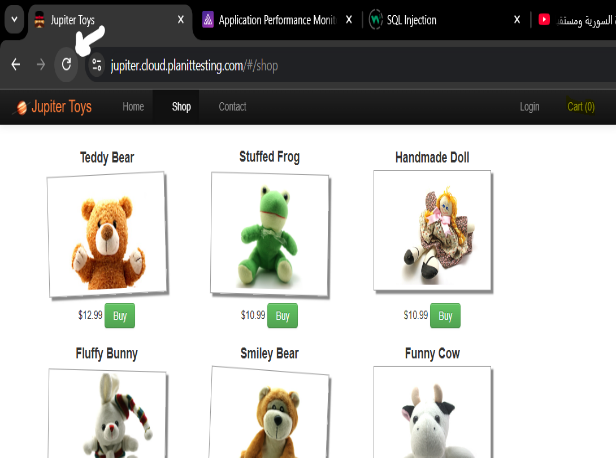 Jupiter Toys
Application Performance Monit
SQL Injection
السورية ومستق
jupiter.cloud.planittesting.com/#/shop
Jupiter Toys Home Shop Contact Login Cart (0)
Teddy Bear Stuffed Frog Handmade Doll
$12.99 Buy $10.99 Buy $10.99 Buy
Fluffy Bunny Smiley Bear Funny Cow